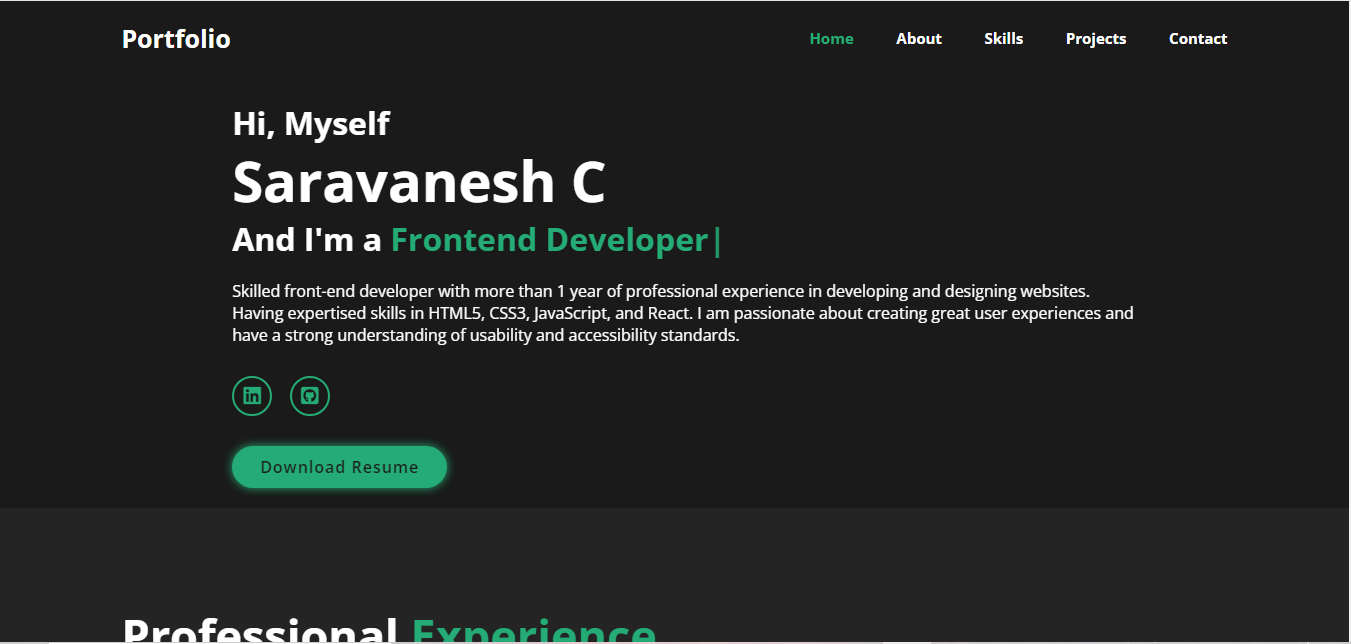 Portfolio
Home About Skills Projects Contact
Hi, Myself
Saravanesh C
And I'm a Frontend Developer|
Skilled front-end developer with more than 1 year of professional experience in developing and designing websites.
Having expertised skills in HTML5, CSS3, JavaScript, and React. I am passionate about creating great user experiences and
have a strong understanding of usability and accessibility standards.
in
Download Resume
Professional Experience